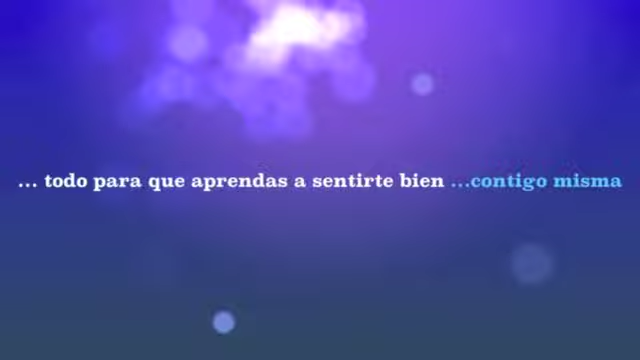 ... todo para que aprendas a sentirte bien ...contigo misma